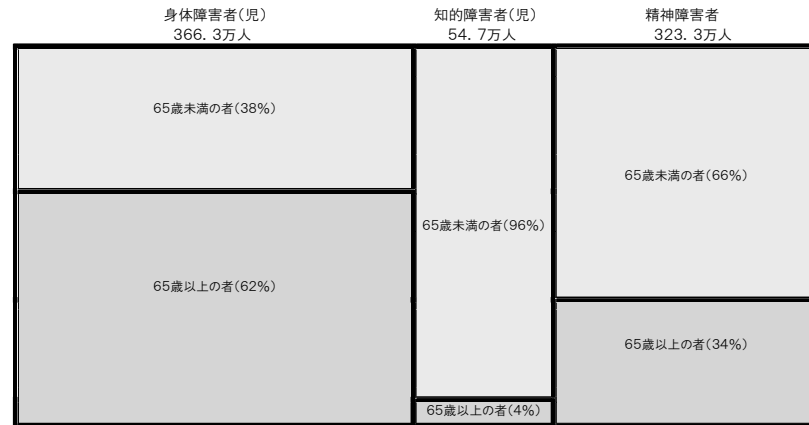 身体障害者（児）
366．3万人
知的障害者（児）
54．7万人
精神障害者
323．3万人
65歳未満の者（38％）
65歳以上の者（62％）
65歳未満の者（96％）
65歳以上の者（4％）
65歳未満の者（66％）
65歳以上の者（34％）